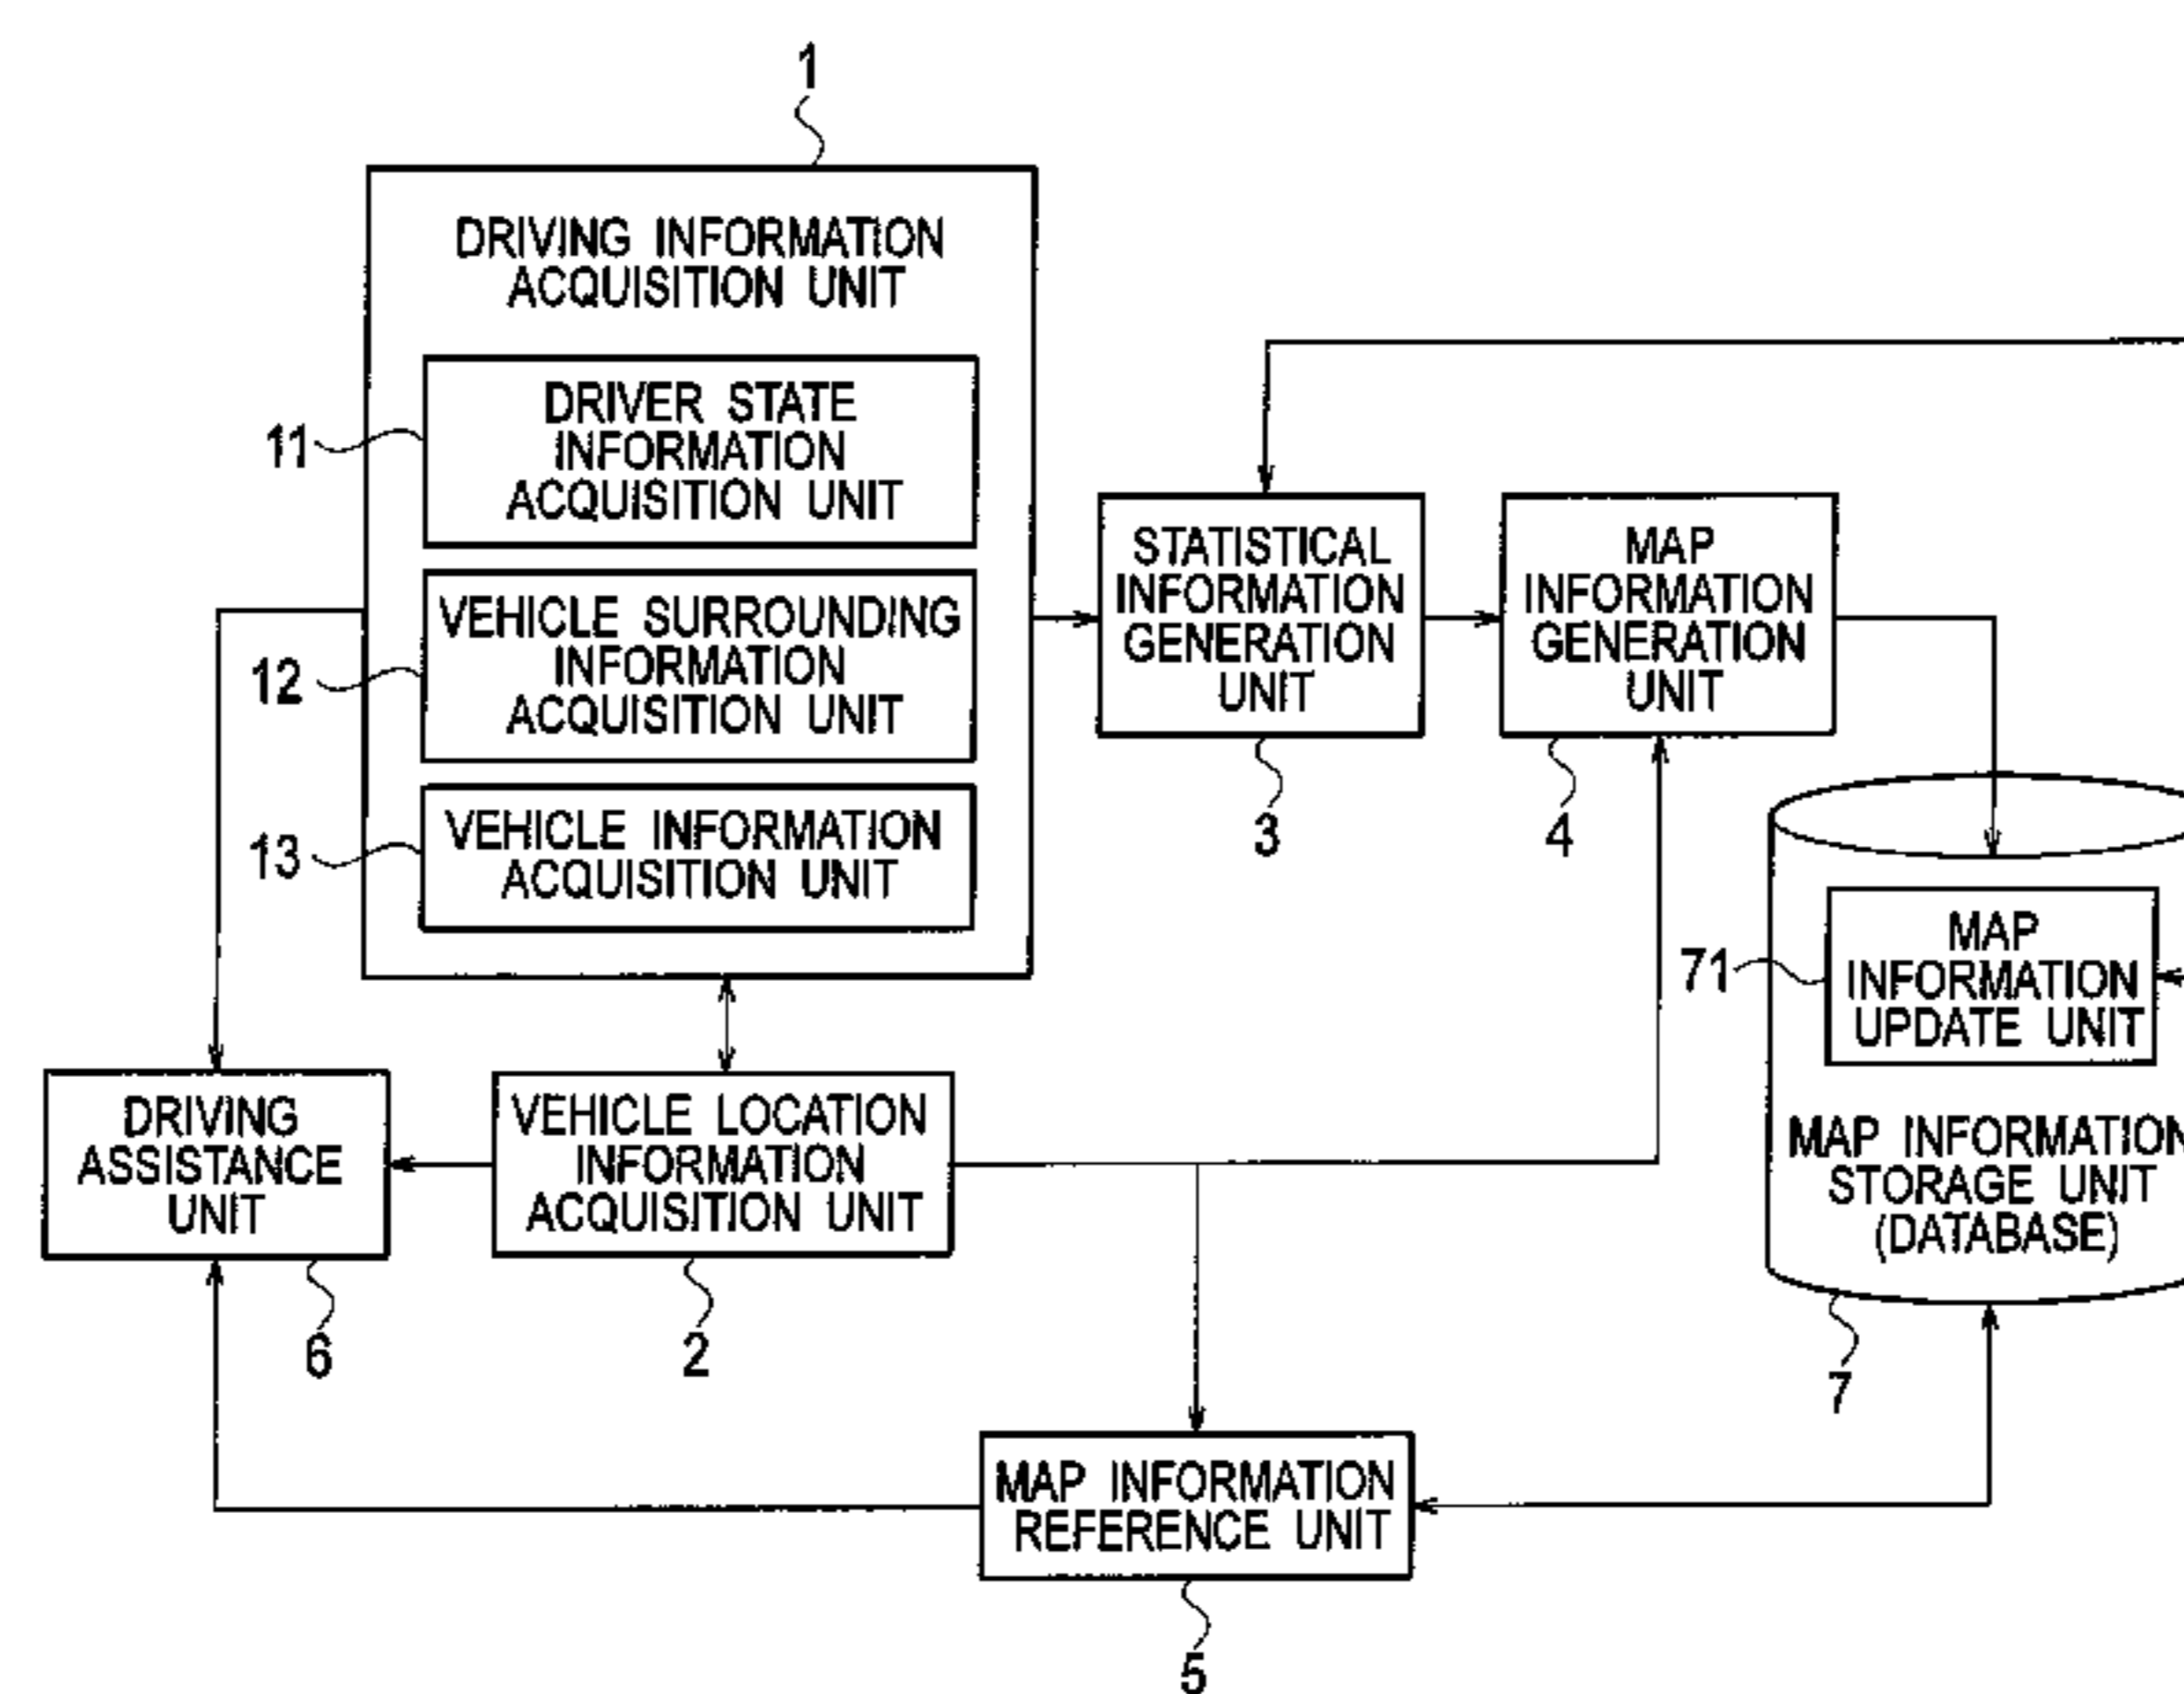 1
DRIVING INFORMATION
ACQUISITION UNIT
11
DRIVER STATE
INFORMATION
ACQUISITION UNIT
12
VEHICLE SURROUNDING
INFORMATION
ACQUISITION UNIT
13
VEHICLE INFORMATION
ACQUISITION UNIT
STATISTICAL
INFORMATION
GENERATION
UNIT
3
MAP
INFORMATION
GENERATION
UNIT
4
71
MAP
INFORMATION
UPDATE UNIT
MAP INFORMATION
STORAGE UNIT
(DATABASE)
7
DRIVING
ASSISTANCE
UNIT
6
VEHICLE LOCATION
INFORMATION
ACQUISITION UNIT
2
MAP INFORMATION
REFERENCE UNIT
5